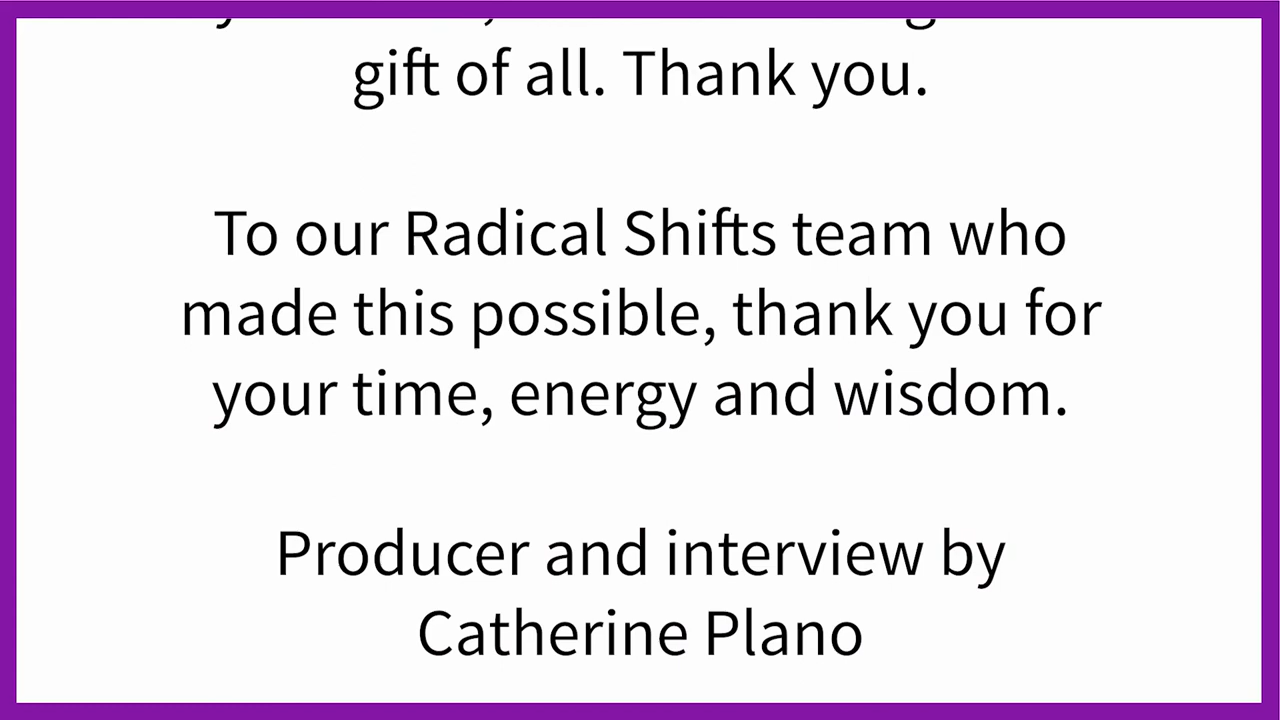 gift of all. Thank you.
To our Radical Shifts team who
made this possible, thank you for
your time, energy and wisdom.
Producer and interview by
Catherine Plano